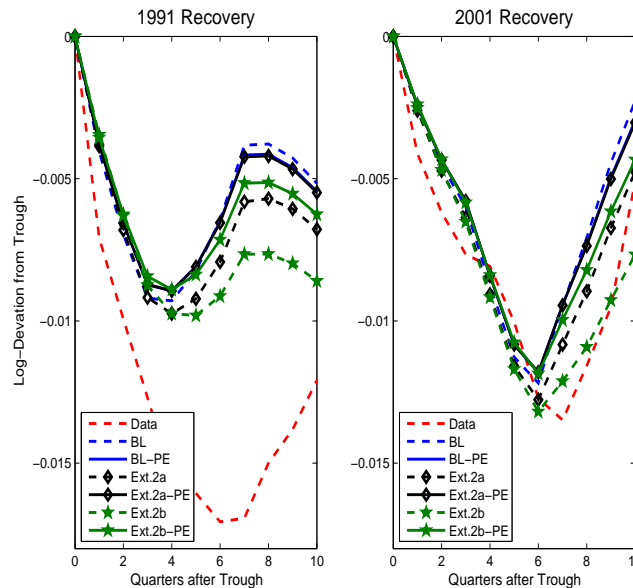 1991 Recovery
0
−0.005
−0.01
−0.015
Log−Devation from Trough
0 2 4 6 8 10
Quarters after Trough
Data
BL
BL−PE
Ext.2a
Ext.2a−PE
Ext.2b
Ext.2b−PE
2001 Recovery
0
−0.005
−0.01
−0.015
0 2 4 6 8 10
Quarters after Trough
Data
BL
BL−PE
Ext.2a
Ext.2a−PE
Ext.2b
Ext.2b−PE